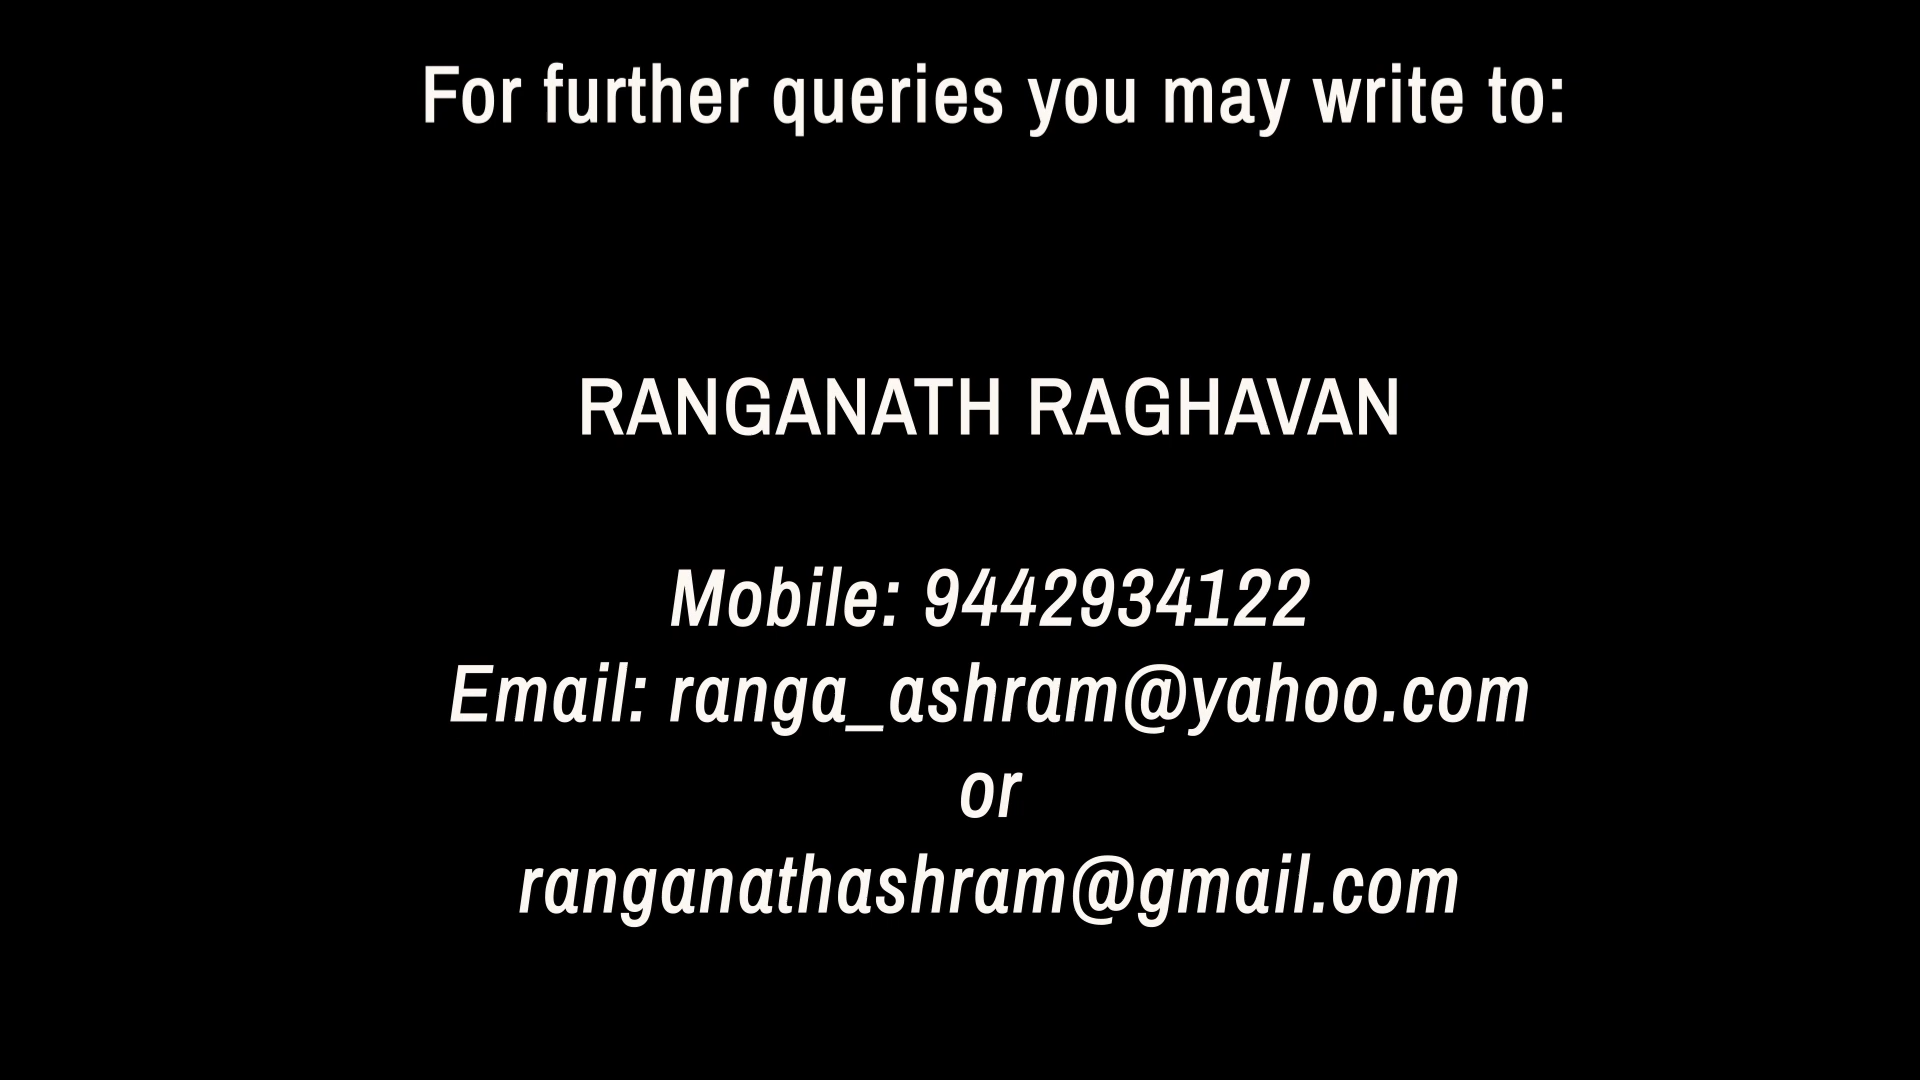 For further queries you may write to:
RANGANATH RAGHAVAN
Mobile: 9442934122
Email: ranga_ashram@yahoo.com
or
ranganathashram@gmail.com